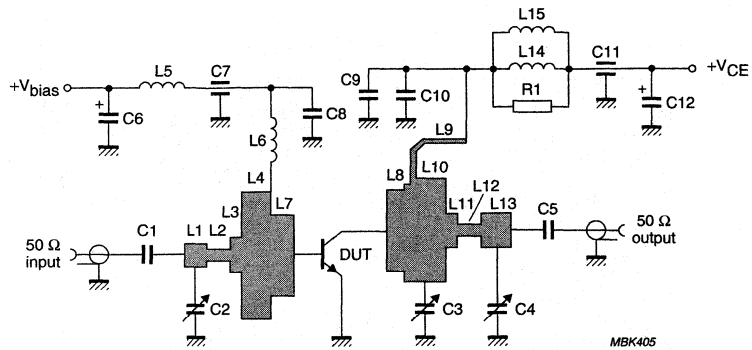 L15
L14
R1
C11
+VCE
C12
C9
C10
+Vbias
L5
C7
C6
C8
L6
L9
L4
L8
L10
L12
L3
L7
L11
L13
C5
C1
L1
L2
50 Ω
input
DUT
50 Ω
output
C2
C3
C4
MBK405